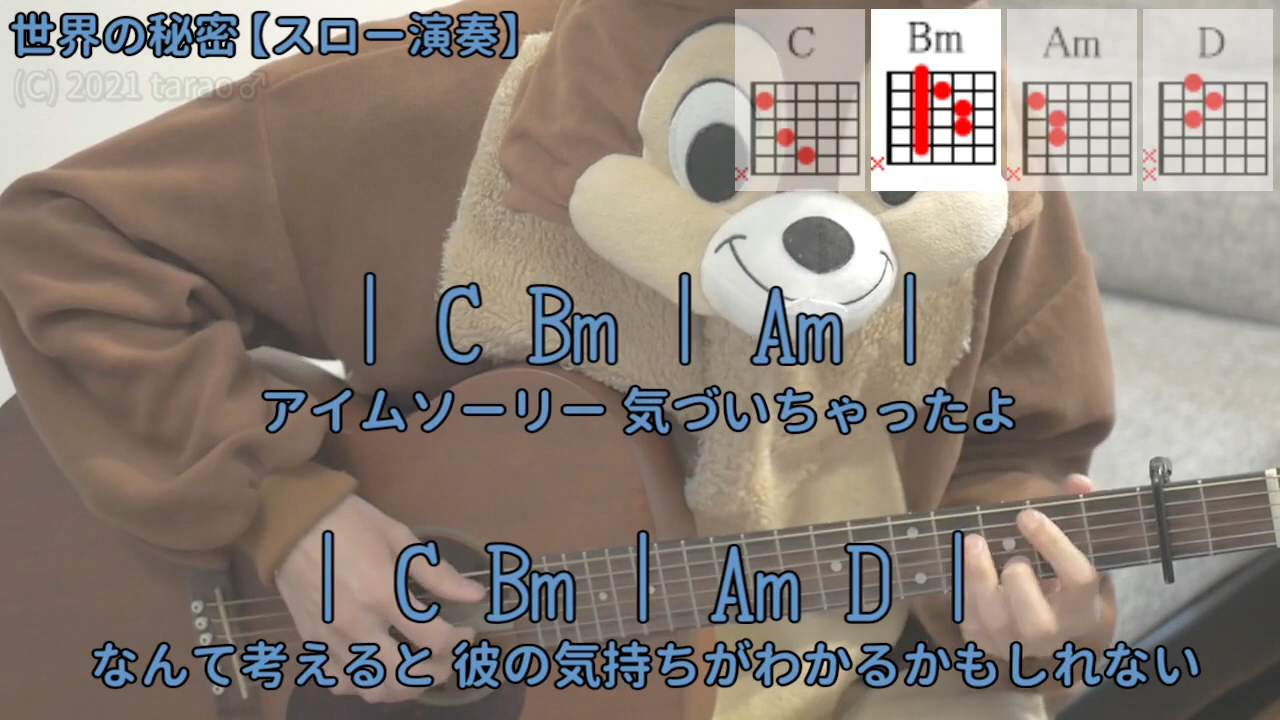 世界の秘密【スロー演奏】
(C) 2021 tarao♂
C Bm Am D
| C Bm | Am |
アイムソーリー 気づいちゃったよ
| C Bm | Am D |
なんて考えると 彼の気持ちがわかるかもしれない